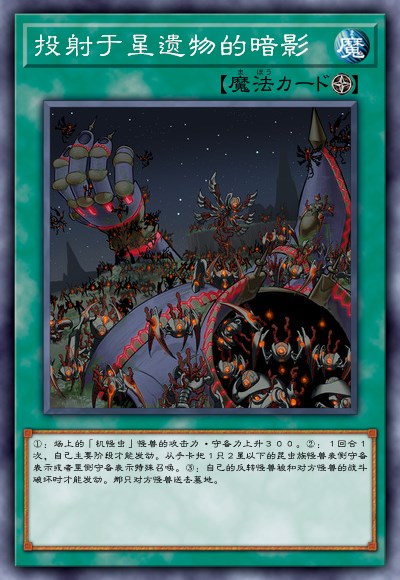 投射于星遗物的暗影
魔
【魔法カード】
ま ほう
①：场上的「机怪虫」怪兽的攻击力·守备力上升３００。②：１回合１
次，自己主要阶段才能发动。从手卡把１只２星以下的昆虫族怪兽表侧守备
表示或者里侧守备表示特殊召唤。③：自己的反转怪兽被和对方怪兽的战斗
破坏时才能发动。那只对方怪兽送去墓地。